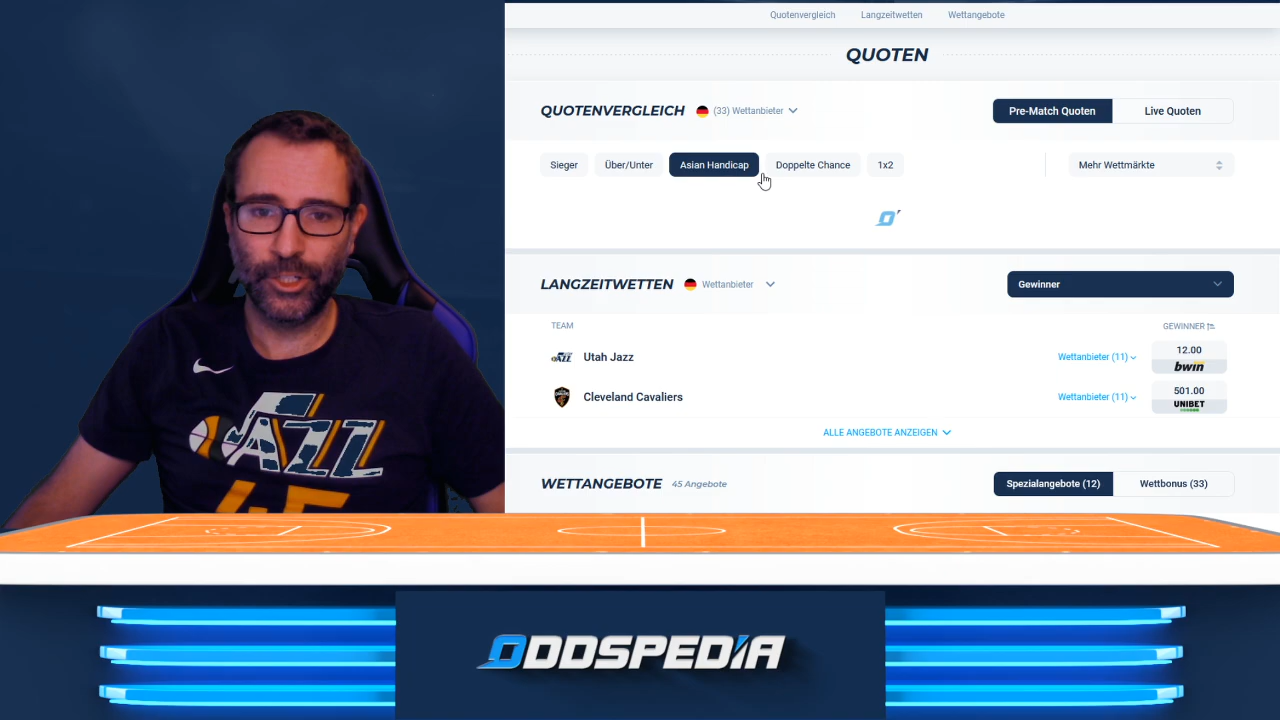 Quotenvergleich Langzeitwetten Wettangebote
QUOTEN
QUOTENVERGLEICH (33) Wettanbieter Pre-Match Quoten Live Quoten
Sieger Über/Unter Asian Handicap Doppelte Chance 1x2 Mehr Wettmärkte
LANGZEITWETTEN Wettanbieter Gewinner
TEAM GEWINNER
Utah Jazz Wettanbieter (11) 12.00
bwin
Cleveland Cavaliers Wettanbieter (11) 501.00
UNIBET
ALLE ANGEBOTE ANZEIGEN
WETTANGEBOTE 45 Angebote Spezialangebote (12) Wettbonus (33)
JAZZ
45
ODDSPEDIA